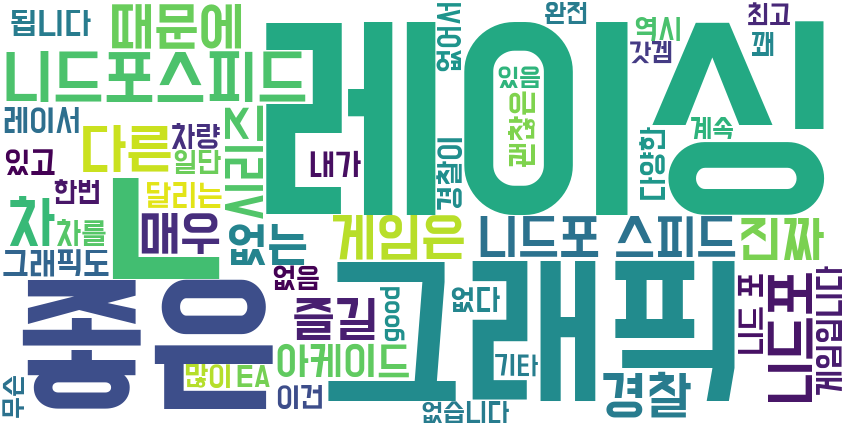 됩니다
때문에
레이싱
없어서
완전
역시
최고
갓겜
꽤
니드포스피드
있음
괜찮은
레이서
다른
차량
시리즈
계속
있고
일단
내가
경찰이
다양한
한번
달리는
ㄴ
차
차를
매우
없는
게임은
니드포 스피드
진짜
그래픽도
없음
그래픽
좋은
즐길
good
없다
니드 포
니드포
게임입니다
아케이드
기타
많이
EA
이건
경찰
없습니다